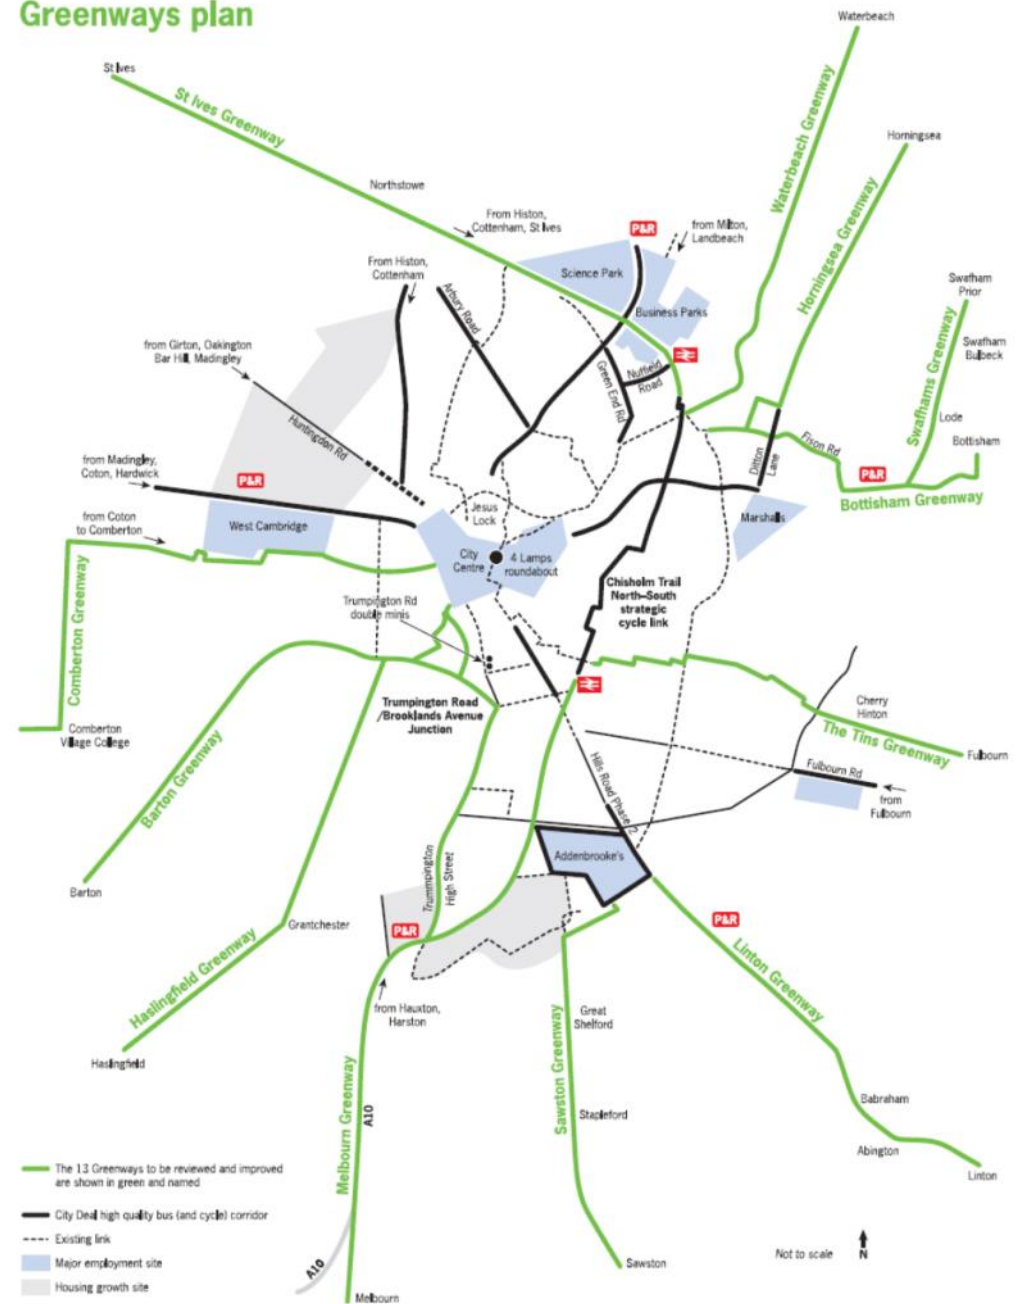 Greenways plan
Waterbeach
St Ives
St Ives Greenway
Waterbeach Greenway
Horningsea
Northstowe
Horningsea Greenway
From Histon,
Cottenham, St Ives
P&R
from Milton,
Landbeach
From Histon,
Cottenham
Science Park
Swafham
Prior
Arbury Road
Business Parks
from Girton, Oakington
Bar Hill, Madingley
Swafham
Bulbeck
Nuffield
Road
Green End Rd
Swafhams Greenway
Huntingdon Rd
Lode
Bottisham
Fison Rd
Ditton
Lane
from Madingley,
Coton, Hardwick
P&R
P&R
Bottisham Greenway
from Coton
to Comberton
West Cambridge
Jesus
Lock
Marshalls
City
Centre
4 Lamps
roundabout
Comberton Greenway
Chisholm Trail
North–South
strategic
cycle link
Trumpington Rd
double minis
Trumpington Road
/Brooklands Avenue
Junction
Cherry
Hinton
Comberton
Village College
The Tins Greenway
Fulbourn
Barton Greenway
Hills Road Phase 2
Fulbourn Rd
from
Fulbourn
Addenbrooke's
Trummpington
High Street
Barton
Grantchester
P&R
P&R
Haslingfield Greenway
Linton Greenway
from Hauxton,
Harston
Great
Shelford
Haslingfield
Sawston Greenway
Melbourn Greenway
A10
Babraham
Stapleford
Abington
Linton
The 13 Greenways to be reviewed and improved
are shown in green and named
City Deal high quality bus (and cycle) corridor
Existing link
Major employment site
Housing growth site
Not to scale
N
A10
Sawston
Melbourn